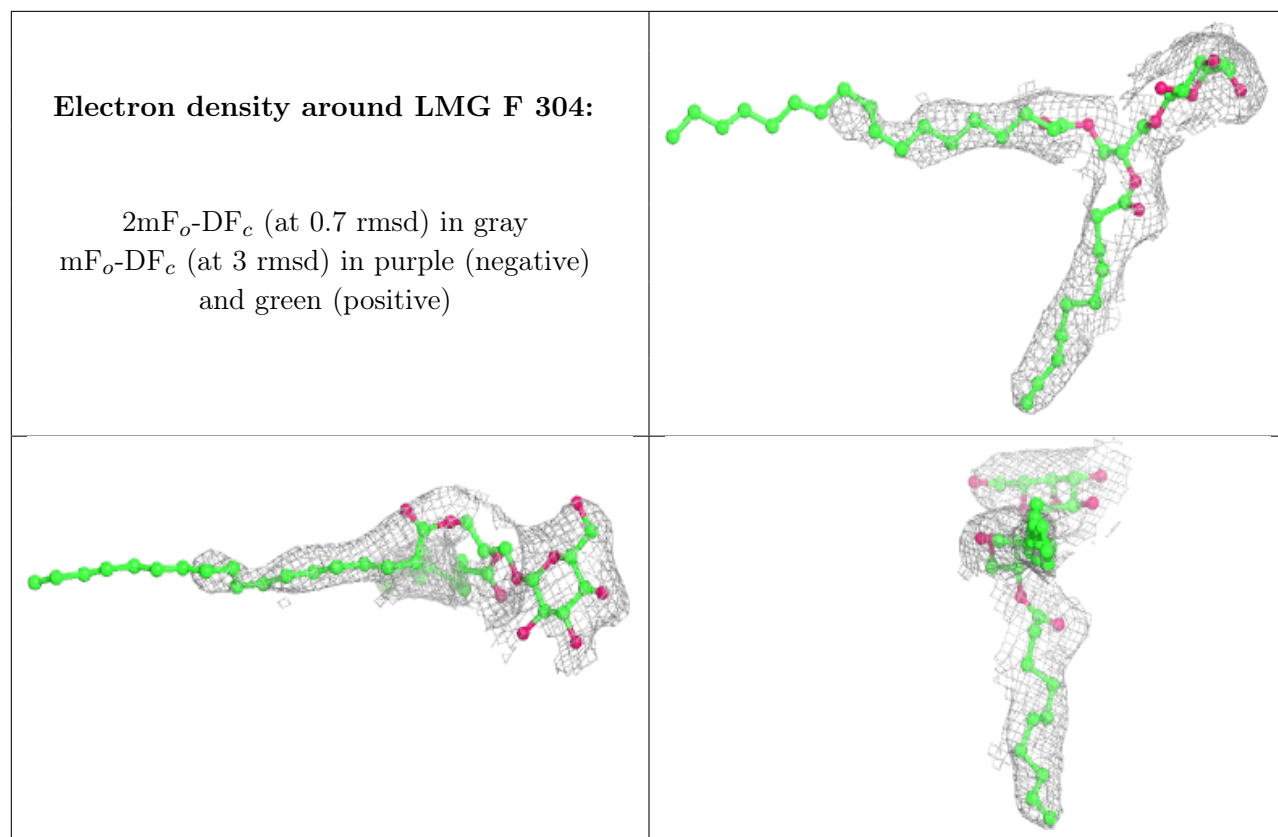 Electron density around LMG F 304:
2mFo-DFc (at 0.7 rmsd) in gray
mFo-DFc (at 3 rmsd) in purple (negative)
and green (positive)